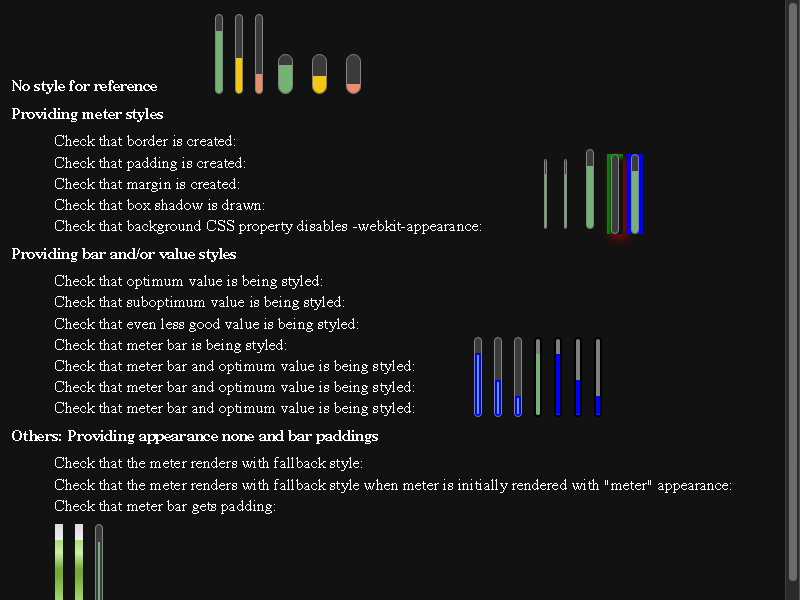 No style for reference
Providing meter styles
Check that border is created:
Check that padding is created:
Check that margin is created:
Check that box shadow is drawn:
Check that background CSS property disables -webkit-appearance:
Providing bar and/or value styles
Check that optimum value is being styled:
Check that suboptimum value is being styled:
Check that even less good value is being styled:
Check that meter bar is being styled:
Check that meter bar and optimum value is being styled:
Check that meter bar and optimum value is being styled:
Check that meter bar and optimum value is being styled:
Others: Providing appearance none and bar paddings
Check that the meter renders with fallback style:
Check that the meter renders with fallback style when meter is initially rendered with "meter" appearance:
Check that meter bar gets padding: